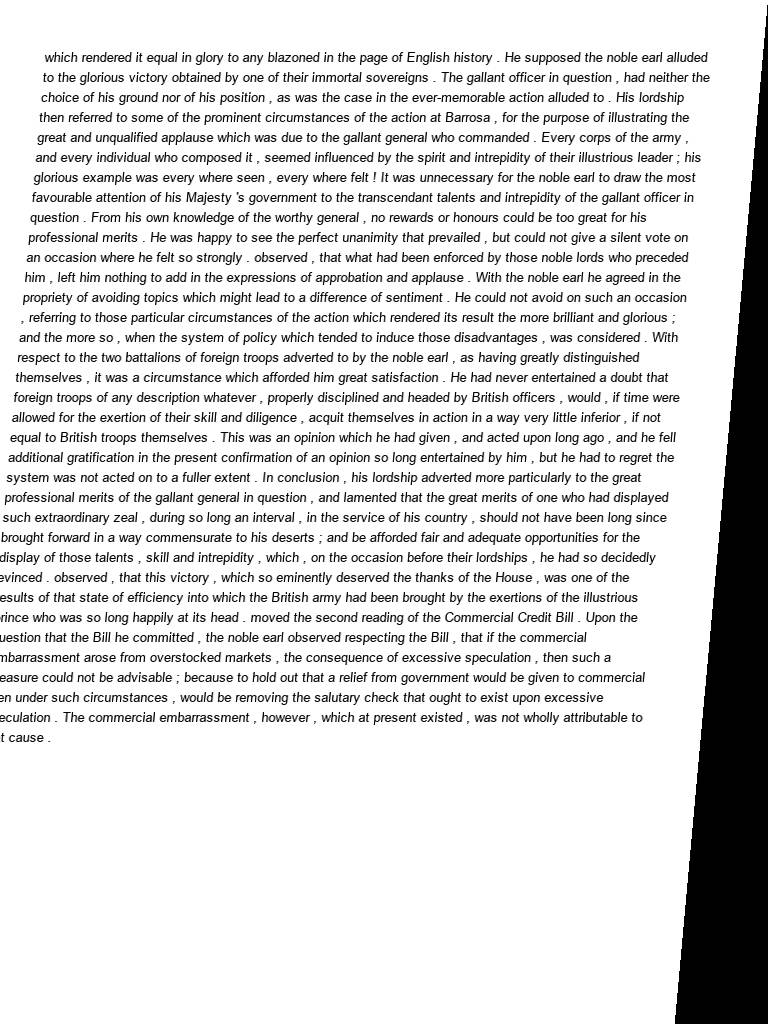 which rendered it equal in glory to any blazoned in the page of English history . He supposed the noble earl alluded
to the glorious victory obtained by one of their immortal sovereigns . The gallant officer in question , had neither the
choice of his ground nor of his position , as was the case in the ever-memorable action alluded to . His lordship
then referred to some of the prominent circumstances of the action at Barrosa , for the purpose of illustrating the
great and unqualified applause which was due to the gallant general who commanded . Every corps of the army ,
and every individual who composed it , seemed influenced by the spirit and intrepidity of their illustrious leader ; his
glorious example was every where seen , every where felt ! It was unnecessary for the noble earl to draw the most
favourable attention of his Majesty 's government to the transcendant talents and intrepidity of the gallant officer in
question . From his own knowledge of the worthy general , no rewards or honours could be too great for his
professional merits . He was happy to see the perfect unanimity that prevailed , but could not give a silent vote on
an occasion where he felt so strongly . observed , that what had been enforced by those noble lords who preceded
him , left him nothing to add in the expressions of approbation and applause . With the noble earl he agreed in the
propriety of avoiding topics which might lead to a difference of sentiment . He could not avoid on such an occasion
, referring to those particular circumstances of the action which rendered its result the more brilliant and glorious ;
and the more so , when the system of policy which tended to induce those disadvantages , was considered . With
respect to the two battalions of foreign troops adverted to by the noble earl , as having greatly distinguished
themselves , it was a circumstance which afforded him great satisfaction . He had never entertained a doubt that
foreign troops of any description whatever , properly disciplined and headed by British officers , would , if time were
allowed for the exertion of their skill and diligence , acquit themselves in action in a way very little inferior , if not
equal to British troops themselves . This was an opinion which he had given , and acted upon long ago , and he fell
additional gratification in the present confirmation of an opinion so long entertained by him , but he had to regret the
system was not acted on to a fuller extent . In conclusion , his lordship adverted more particularly to the great
professional merits of the gallant general in question , and lamented that the great merits of one who had displayed
such extraordinary zeal , during so long an interval , in the service of his country , should not have been long since
brought forward in a way commensurate to his deserts ; and be afforded fair and adequate opportunities for the
display of those talents , skill and intrepidity , which , on the occasion before their lordships , he had so decidedly
evinced . observed , that this victory , which so eminently deserved the thanks of the House , was one of the
esults of that state of efficiency into which the British army had been brought by the exertions of the illustrious
rince who was so long happily at its head . moved the second reading of the Commercial Credit Bill . Upon the
uestion that the Bill he committed , the noble earl observed respecting the Bill , that if the commercial
mbarrassment arose from overstocked markets , the consequence of excessive speculation , then such a
easure could not be advisable ; because to hold out that a relief from government would be given to commercial
en under such circumstances , would be removing the salutary check that ought to exist upon excessive
eculation . The commercial embarrassment , however , which at present existed , was not wholly attributable to
t cause .